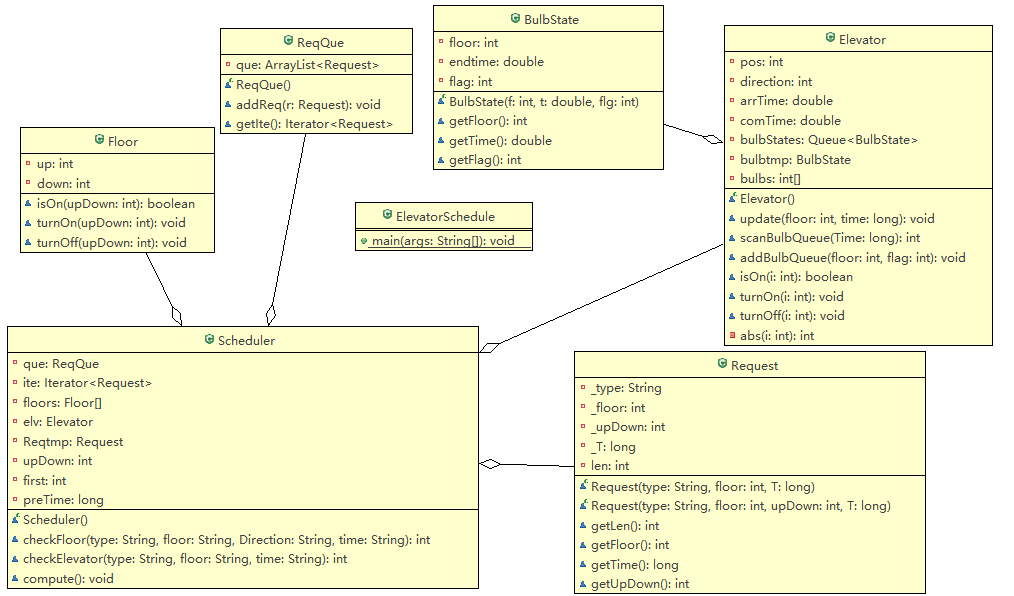 BulbState
floor: int
endtime: double
flag: int
BulbState(f: int, t: double, flg: int)
getFloor(): int
getTime(): double
getFlag(): int
ReqQue
que: ArrayList<Request>
ReqQue()
addReq(r: Request): void
getIte(): Iterator<Request>
Elevator
pos: int
direction: int
arrTime: double
comTime: double
bulbStates: Queue<BulbState>
bulbtmp: BulbState
bulbs: int[]
Elevator()
update(floor: int, time: long): void
scanBulbQueue(Time: long): int
addBulbQueue(floor: int, flag: int): void
isOn(i: int): boolean
turnOn(i: int): void
turnOff(i: int): void
abs(i: int): int
Floor
up: int
down: int
isOn(upDown: int): boolean
turnOn(upDown: int): void
turnOff(upDown: int): void
ElevatorSchedule
main(args: String[]): void
Scheduler
que: ReqQue
ite: Iterator<Request>
floors: Floor[]
elv: Elevator
Reqtmp: Request
upDown: int
first: int
preTime: long
Scheduler()
checkFloor(type: String, floor: String, Direction: String, time: String): int
checkElevator(type: String, floor: String, time: String): int
compute(): void
Request
_type: String
_floor: int
_upDown: int
_T: long
len: int
Request(type: String, floor: int, T: long)
Request(type: String, floor: int, upDown: int, T: long)
getLen(): int
getFloor(): int
getTime(): long
getUpDown(): int